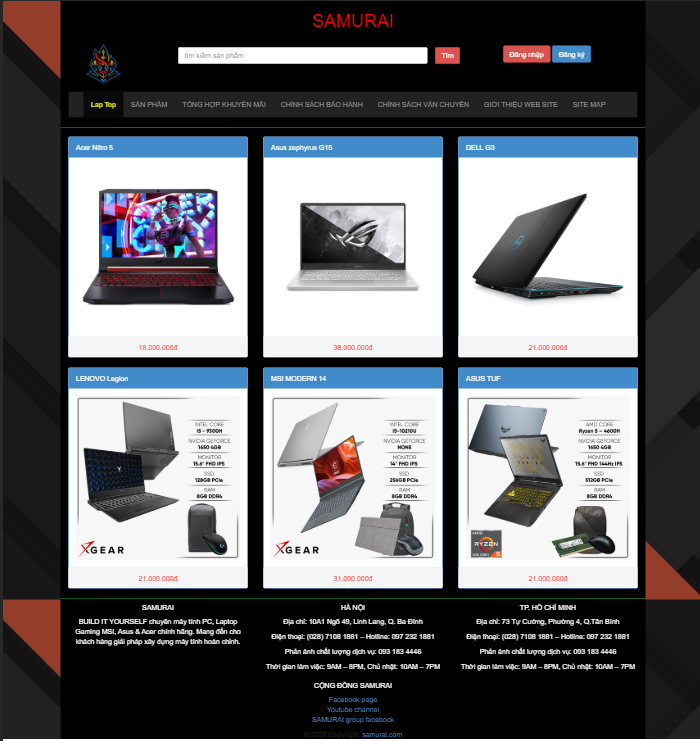 SAMURAI
tìm kiếm sản phẩm
Tìm
Đăng nhập
Đăng ký
Lap Top
SẢN PHẨM
TỔNG HỢP KHUYẾN MÃI
CHÍNH SÁCH BẢO HÀNH
CHÍNH SÁCH VẬN CHUYỂN
GIỚI THIỆU WEB SITE
SITE MAP
Acer Nitro 5
Asus zephyrus G15
DELL G3
18.000.000đ
38.000.000đ
21.000.000đ
LENOVO Legion
MSI MODERN 14
ASUS TUF
INTEL CORE
i5 - 9300H
NVIDIA GEFORCE
1650 4GB
MONITOR
15.6" FHD IPS
SSD
128GB PCIe
RAM
8GB DDR4
XGEAR
INTEL CORE
i5-10210U
NVIDIA GEFORCE
NONE
MONITOR
14" FHD IPS
SSD
256GB PCIe
RAM
8GB DDR4
XGEAR
AMD CORE
Ryzen 5 - 4600H
NVIDIA GEFORCE
1650 4GB
MONITOR
15.6" FHD 144Hz IPS
SSD
512GB PCIe
RAM
8GB DDR4
RYZEN
5
21.000.000đ
31.000.000đ
21.000.000đ
SAMURAI
BUILD IT YOURSELF chuyên máy tính PC, Laptop
Gaming MSI, Asus & Acer chính hãng. Mang đến cho
khách hàng giải pháp xây dựng máy tính hoàn chỉnh.
HÀ NỘI
Địa chỉ: 10A1 Ngõ 49, Linh Lang, Q. Ba Đình
Điện thoại: (028) 7108 1881 – Hotline: 097 232 1881
Phản ánh chất lượng dịch vụ: 093 183 4446
Thời gian làm việc: 9AM – 8PM, Chủ nhật: 10AM – 7PM
TP. HỒ CHÍ MINH
Địa chỉ: 73 Tự Cường, Phường 4, Q.Tân Bình
Điện thoại: (028) 7108 1881 – Hotline: 097 232 1881
Phản ánh chất lượng dịch vụ: 093 183 4446
Thời gian làm việc: 9AM – 8PM, Chủ nhật: 10AM – 7PM
CỘNG ĐỒNG SAMURAI
Facebook page
Youtube channel
SAMURAI group facebook
© 2020 Copyright: samurai.com